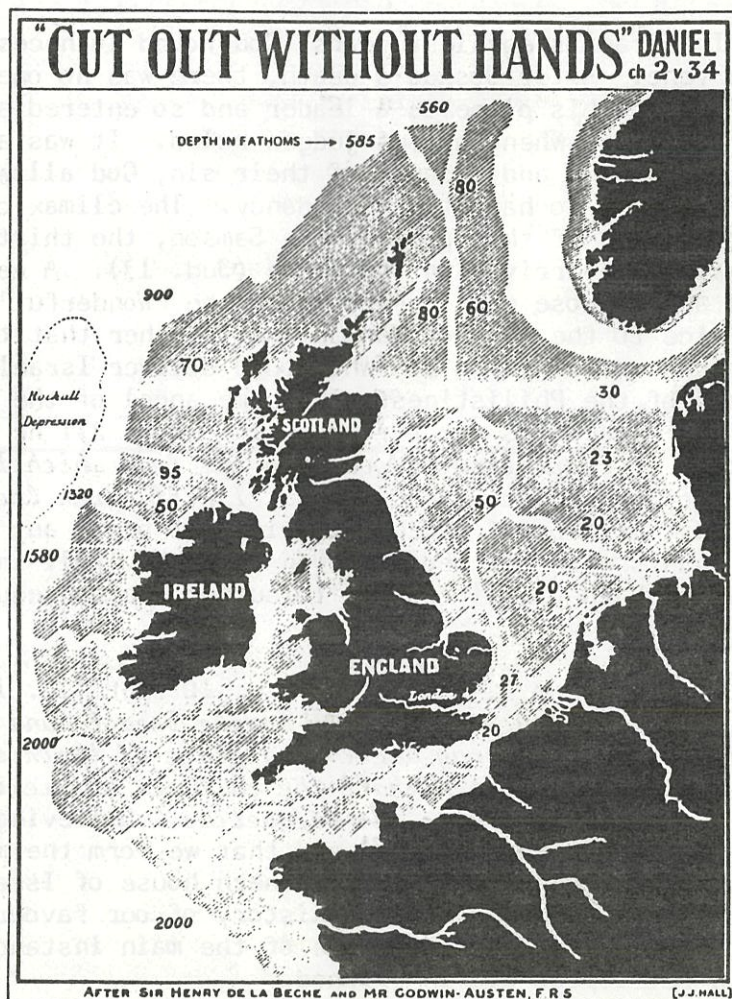 "CUT OUT WITHOUT HANDS" DANIEL
ch 2 v 34
560
DEPTH IN FATHOMS → 585
80
900
80 60
70
30
Rockall
Depression
SCOTLAND
23
95
50
1320
50
20
1580
IRELAND
20
ENGLAND
27
London
2000
20
2000
AFTER SIR HENRY DE LA BECHE AND MR GODWIN-AUSTEN, F.R.S [J.J.HALL]